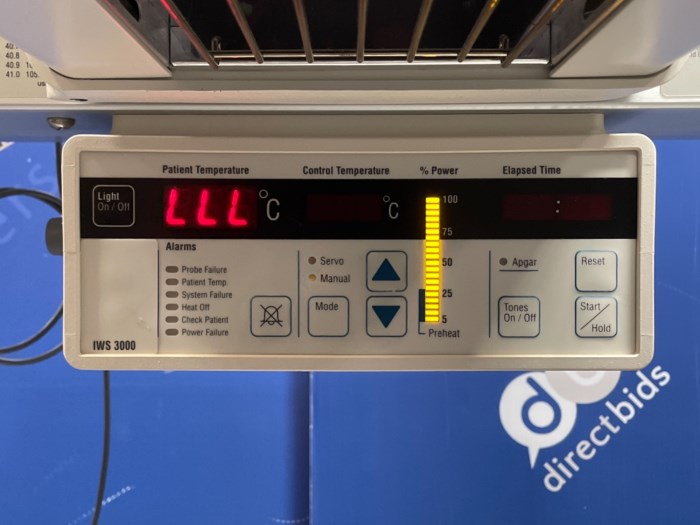 40.8
40.9
41.0 105.
Patient Temperature
Control Temperature
% Power
Elapsed Time
Light
On / Off
LLL °C
°C
:
100
75
50
25
5
Preheat
Alarms
Probe Failure
Patient Temp.
System Failure
Heat Off
Check Patient
Power Failure
IWS 3000
Servo
Manual
Mode
Apgar
Tones
On / Off
Reset
Start
Hold
d
directbids